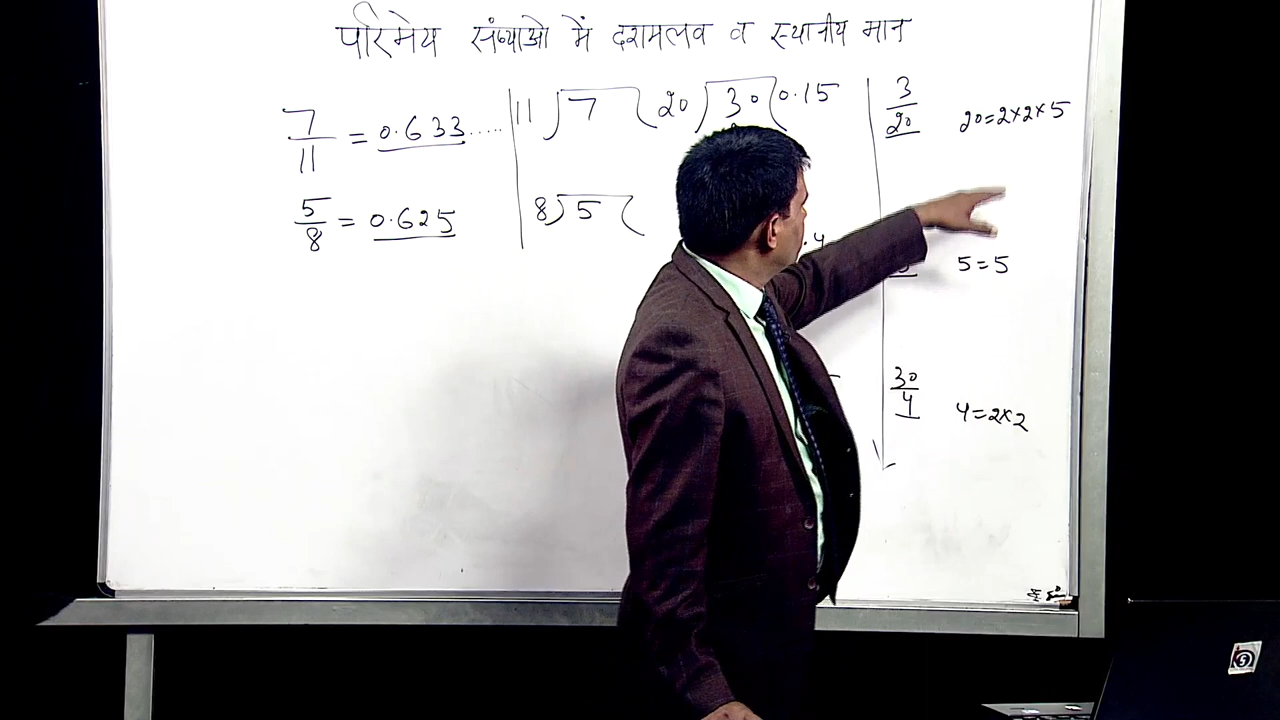 परिमेय संख्याओ में दशमलव व स्थानीय मान
7/11 = 0.633.....
5/8 = 0.625
11) 7 (
8) 5 (
20) 30 (0.15
3/20 20=2×2×5
5=5
30/4 4=2×2